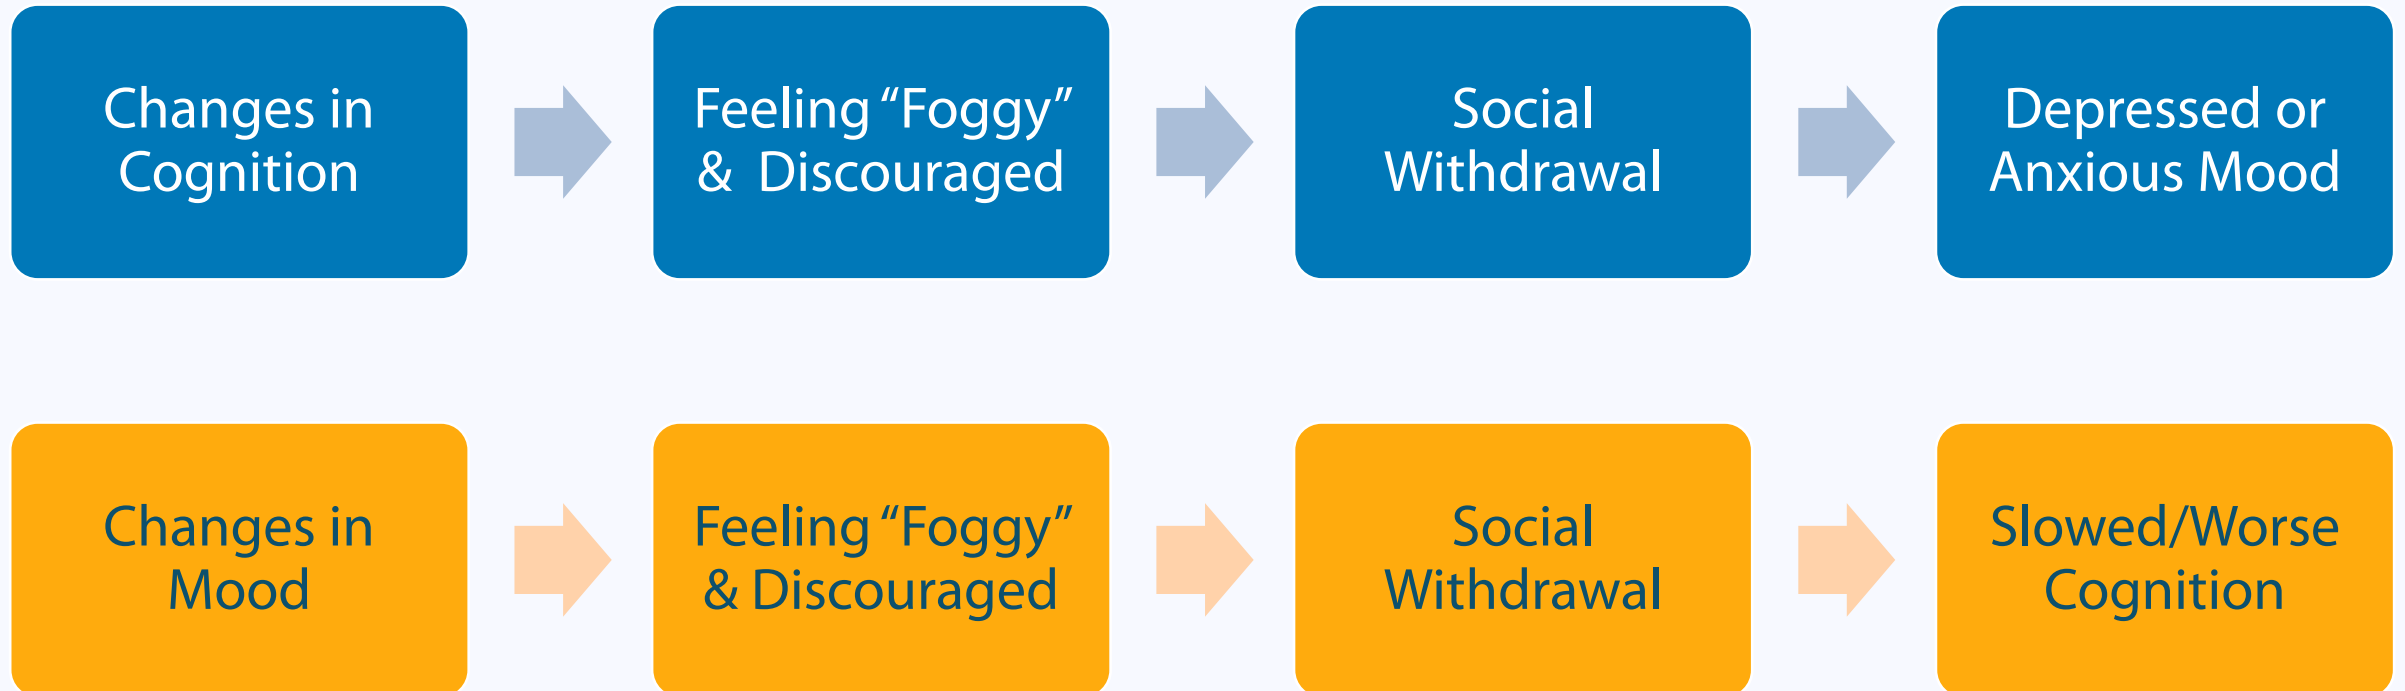 Changes in
Cognition
Feeling “Foggy”
&  Discouraged
Social
Withdrawal
Depressed or
Anxious Mood
Changes in
Mood
Feeling “Foggy”
& Discouraged
Social
Withdrawal
Slowed/Worse
Cognition